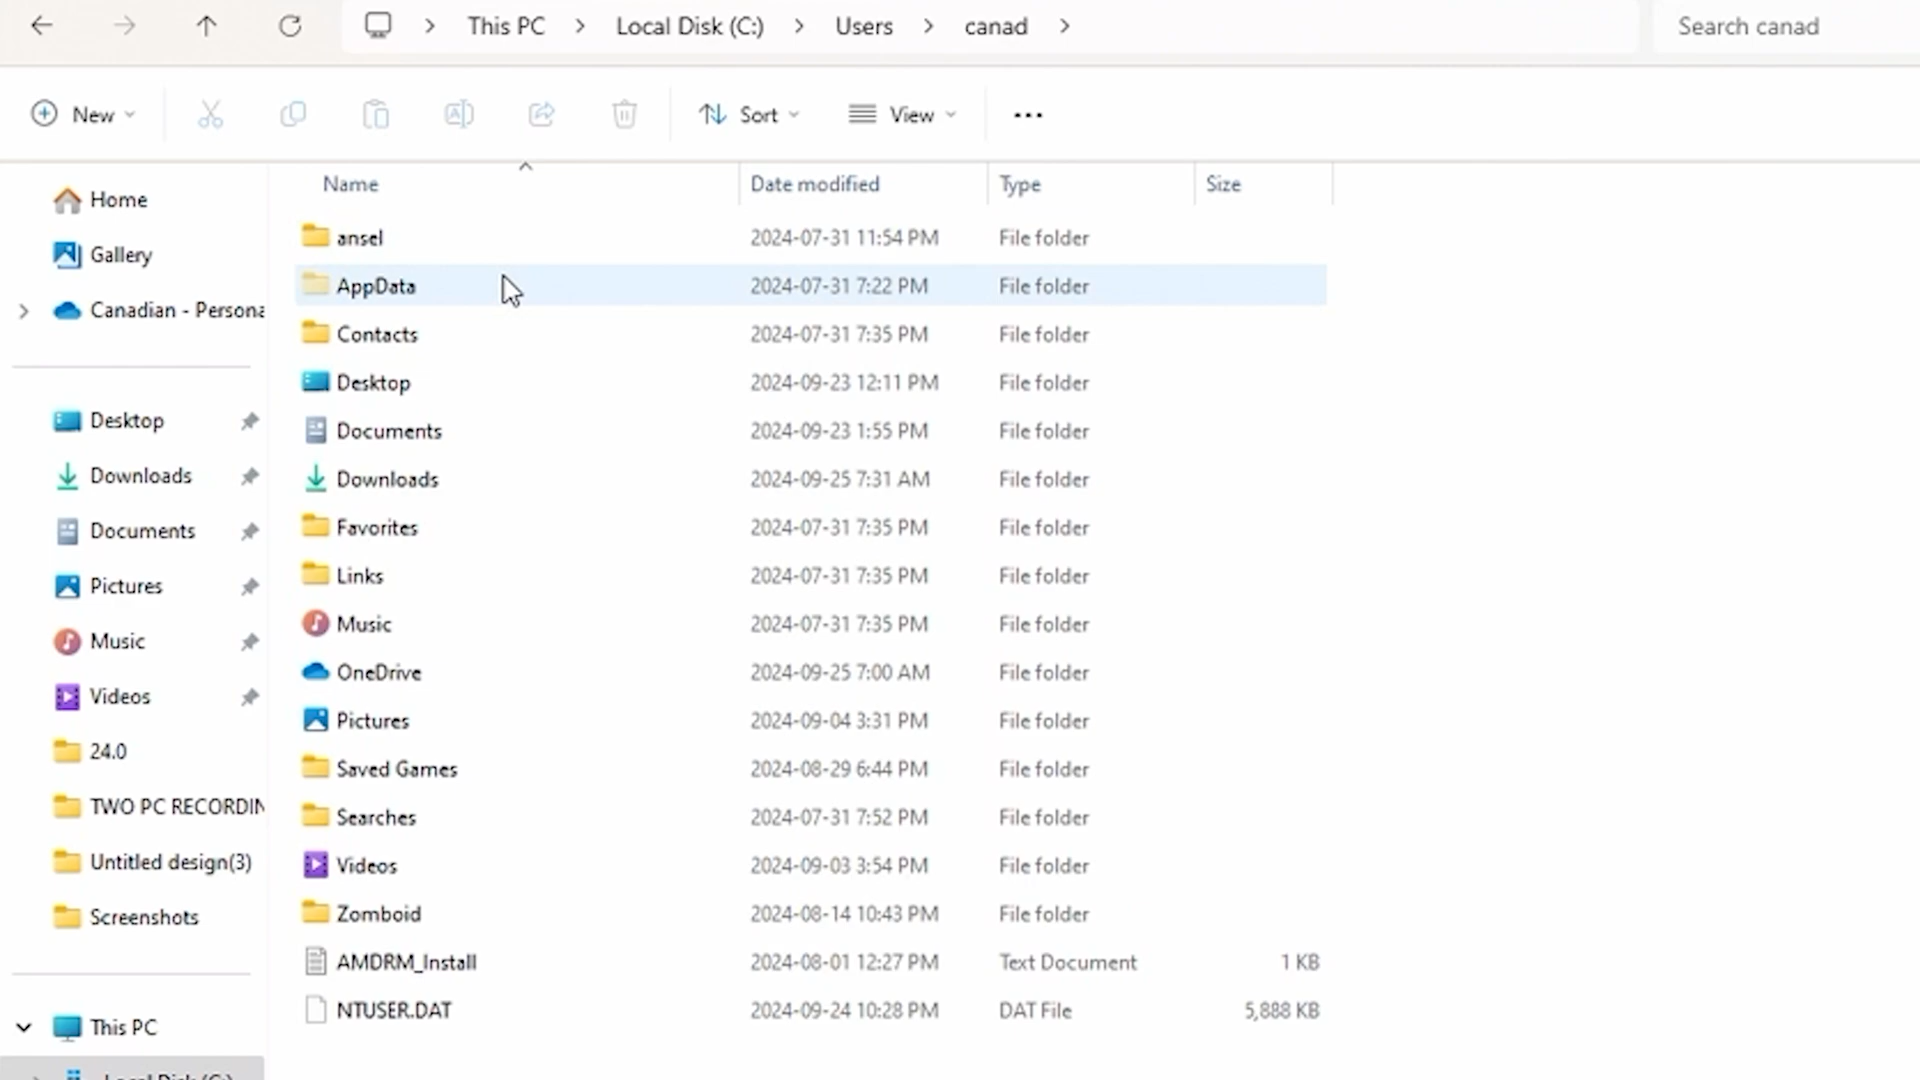 This PC > Local Disk (C:) > Users > canad >
Search canad
New
Sort
View
Name
Date modified
Type
Size
Home
Gallery
Canadian - Persona
Desktop
Downloads
Documents
Pictures
Music
Videos
24.0
TWO PC RECORDIN
Untitled design(3)
Screenshots
This PC
Local Disk (C:)
ansel 2024-07-31 11:54 PM File folder
AppData 2024-07-31 7:22 PM File folder
Contacts 2024-07-31 7:35 PM File folder
Desktop 2024-09-23 12:11 PM File folder
Documents 2024-09-23 1:55 PM File folder
Downloads 2024-09-25 7:31 AM File folder
Favorites 2024-07-31 7:35 PM File folder
Links 2024-07-31 7:35 PM File folder
Music 2024-07-31 7:35 PM File folder
OneDrive 2024-09-25 7:00 AM File folder
Pictures 2024-09-04 3:31 PM File folder
Saved Games 2024-08-29 6:44 PM File folder
Searches 2024-07-31 7:52 PM File folder
Videos 2024-09-03 3:54 PM File folder
Zomboid 2024-08-14 10:43 PM File folder
AMDRM_Install 2024-08-01 12:27 PM Text Document 1 KB
NTUSER.DAT 2024-09-24 10:28 PM DAT File 5,888 KB